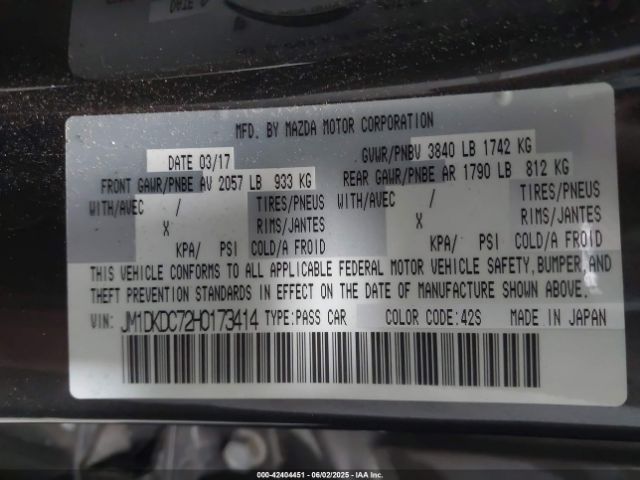 MFD. BY MAZDA MOTOR CORPORATION
DATE 03/17 GVWR/PNBV 3840 LB 1742 KG
FRONT GAWR/PNBE AV 2057 LB 933 KG REAR GAWR/PNBE AR 1790 LB 812 KG
WITH/AVEC / TIRES/PNEUS WITH/AVEC / TIRES/PNEUS
X RIMS/JANTES X RIMS/JANTES
KPA/ PSI COLD/A FROID KPA/ PSI COLD/A FROID
THIS VEHICLE CONFORMS TO ALL APPLICABLE FEDERAL MOTOR VEHICLE SAFETY, BUMPER, AND
THEFT PREVENTION STANDARDS IN EFFECT ON THE DATE OF MANUFACTURE SHOWN ABOVE.
VIN: JM1DKDC72H0173414 TYPE:PASS CAR COLOR CODE:42S MADE IN JAPAN
000-42404451 - 06/02/2025 - IAAI.COM